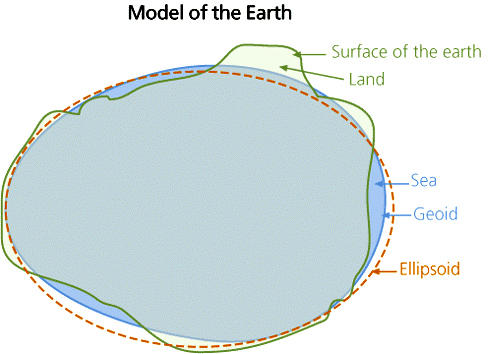 Model of the Earth
Surface of the earth
Land
Sea
Geoid
Ellipsoid